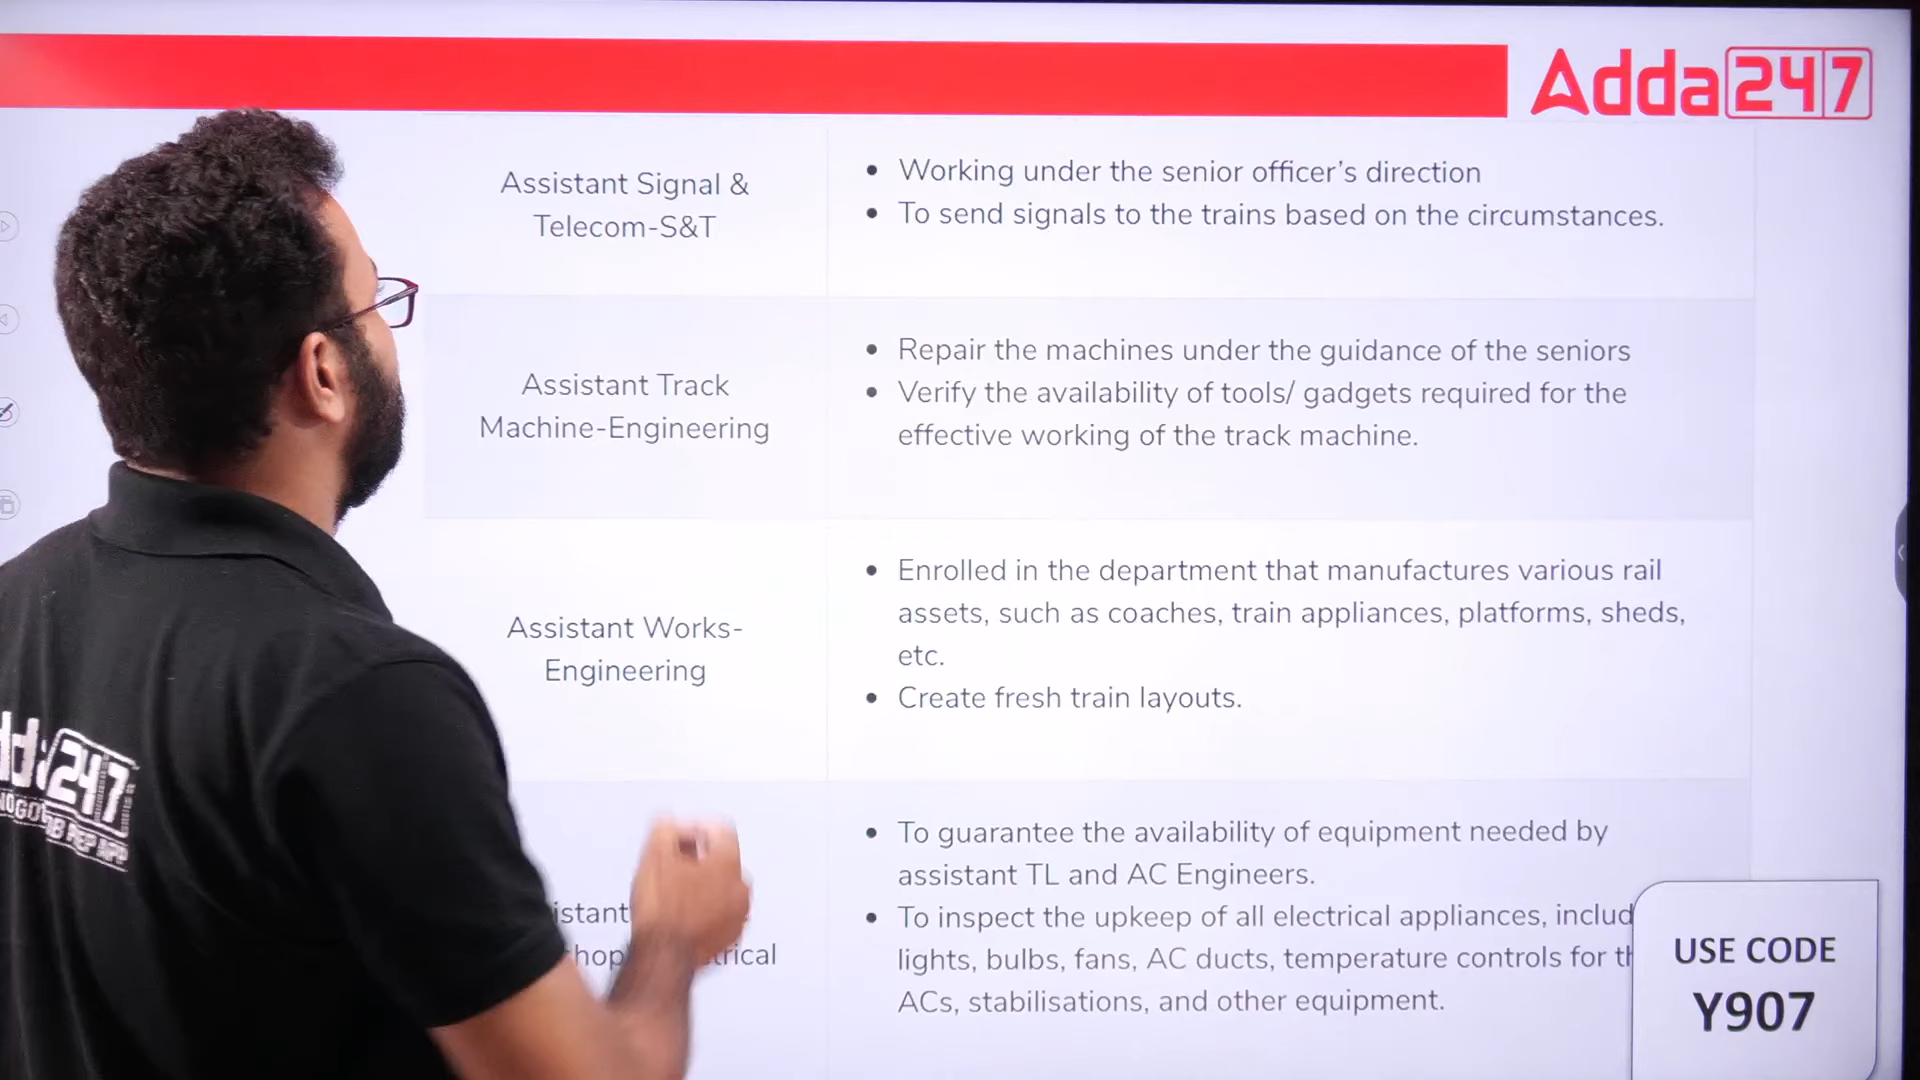 Adda247
Assistant Signal &
Telecom-S&T
• Working under the senior officer's direction
• To send signals to the trains based on the circumstances.
Assistant Track
Machine-Engineering
• Repair the machines under the guidance of the seniors
• Verify the availability of tools/ gadgets required for the
effective working of the track machine.
Assistant Works-
Engineering
• Enrolled in the department that manufactures various rail
assets, such as coaches, train appliances, platforms, sheds,
etc.
• Create fresh train layouts.
• To guarantee the availability of equipment needed by
assistant TL and AC Engineers.
• To inspect the upkeep of all electrical appliances, includ
lights, bulbs, fans, AC ducts, temperature controls for th
ACs, stabilisations, and other equipment.
USE CODE
Y907
247